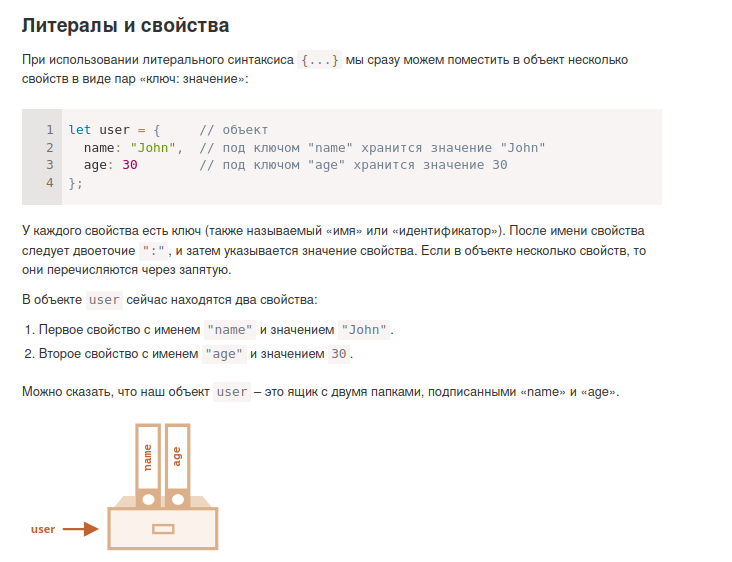 Литералы и свойства
При использовании литерального синтаксиса {...} мы сразу можем поместить в объект несколько
свойств в виде пар «ключ: значение»:
1 let user = {     // объект
2   name: "John",  // под ключом "name" хранится значение "John"
3   age: 30        // под ключом "age" хранится значение 30
4 };
У каждого свойства есть ключ (также называемый «имя» или «идентификатор»). После имени свойства
следует двоеточие ":", и затем указывается значение свойства. Если в объекте несколько свойств, то
они перечисляются через запятую.
В объекте user сейчас находятся два свойства:
1. Первое свойство с именем "name" и значением "John".
2. Второе свойство с именем "age" и значением 30.
Можно сказать, что наш объект user – это ящик с двумя папками, подписанными «name» и «age».
name
age
user